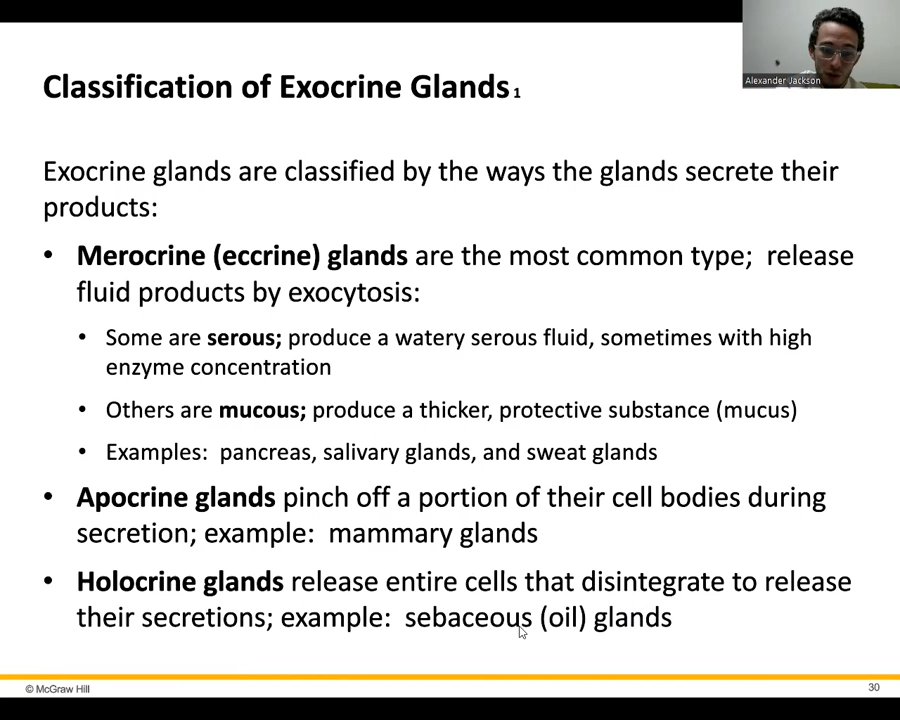 Alexander Jackson
Classification of Exocrine Glands 1
Exocrine glands are classified by the ways the glands secrete their
products:
• Merocrine (eccrine) glands are the most common type;  release
fluid products by exocytosis:
• Some are serous; produce a watery serous fluid, sometimes with high
enzyme concentration
• Others are mucous; produce a thicker, protective substance (mucus)
• Examples:  pancreas, salivary glands, and sweat glands
• Apocrine glands pinch off a portion of their cell bodies during
secretion; example:  mammary glands
• Holocrine glands release entire cells that disintegrate to release
their secretions; example:  sebaceous (oil) glands
© McGraw Hill
30